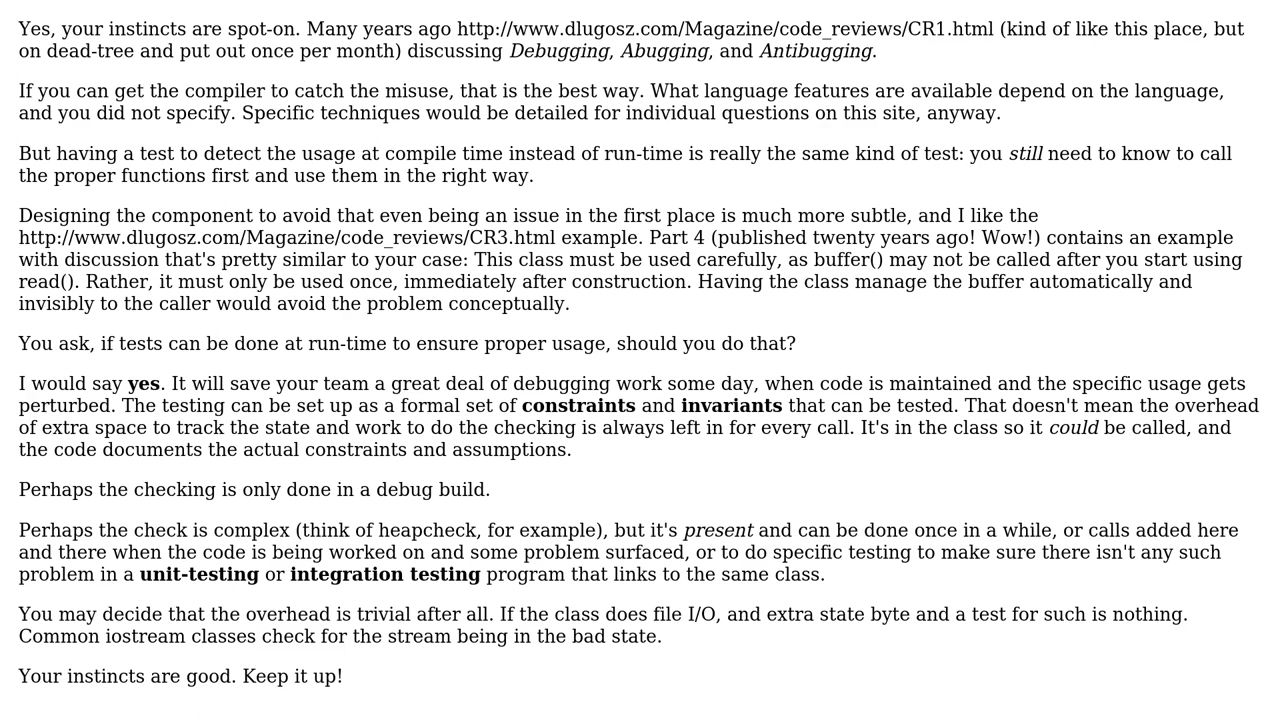 Yes, your instincts are spot-on. Many years ago http://www.dlugosz.com/Magazine/code_reviews/CR1.html (kind of like this place, but
on dead-tree and put out once per month) discussing Debugging, Abugging, and Antibugging.
If you can get the compiler to catch the misuse, that is the best way. What language features are available depend on the language,
and you did not specify. Specific techniques would be detailed for individual questions on this site, anyway.
But having a test to detect the usage at compile time instead of run-time is really the same kind of test: you still need to know to call
the proper functions first and use them in the right way.
Designing the component to avoid that even being an issue in the first place is much more subtle, and I like the
http://www.dlugosz.com/Magazine/code_reviews/CR3.html example. Part 4 (published twenty years ago! Wow!) contains an example
with discussion that's pretty similar to your case: This class must be used carefully, as buffer() may not be called after you start using
read(). Rather, it must only be used once, immediately after construction. Having the class manage the buffer automatically and
invisibly to the caller would avoid the problem conceptually.
You ask, if tests can be done at run-time to ensure proper usage, should you do that?
I would say yes. It will save your team a great deal of debugging work some day, when code is maintained and the specific usage gets
perturbed. The testing can be set up as a formal set of constraints and invariants that can be tested. That doesn't mean the overhead
of extra space to track the state and work to do the checking is always left in for every call. It's in the class so it could be called, and
the code documents the actual constraints and assumptions.
Perhaps the checking is only done in a debug build.
Perhaps the check is complex (think of heapcheck, for example), but it's present and can be done once in a while, or calls added here
and there when the code is being worked on and some problem surfaced, or to do specific testing to make sure there isn't any such
problem in a unit-testing or integration testing program that links to the same class.
You may decide that the overhead is trivial after all. If the class does file I/O, and extra state byte and a test for such is nothing.
Common iostream classes check for the stream being in the bad state.
Your instincts are good. Keep it up!